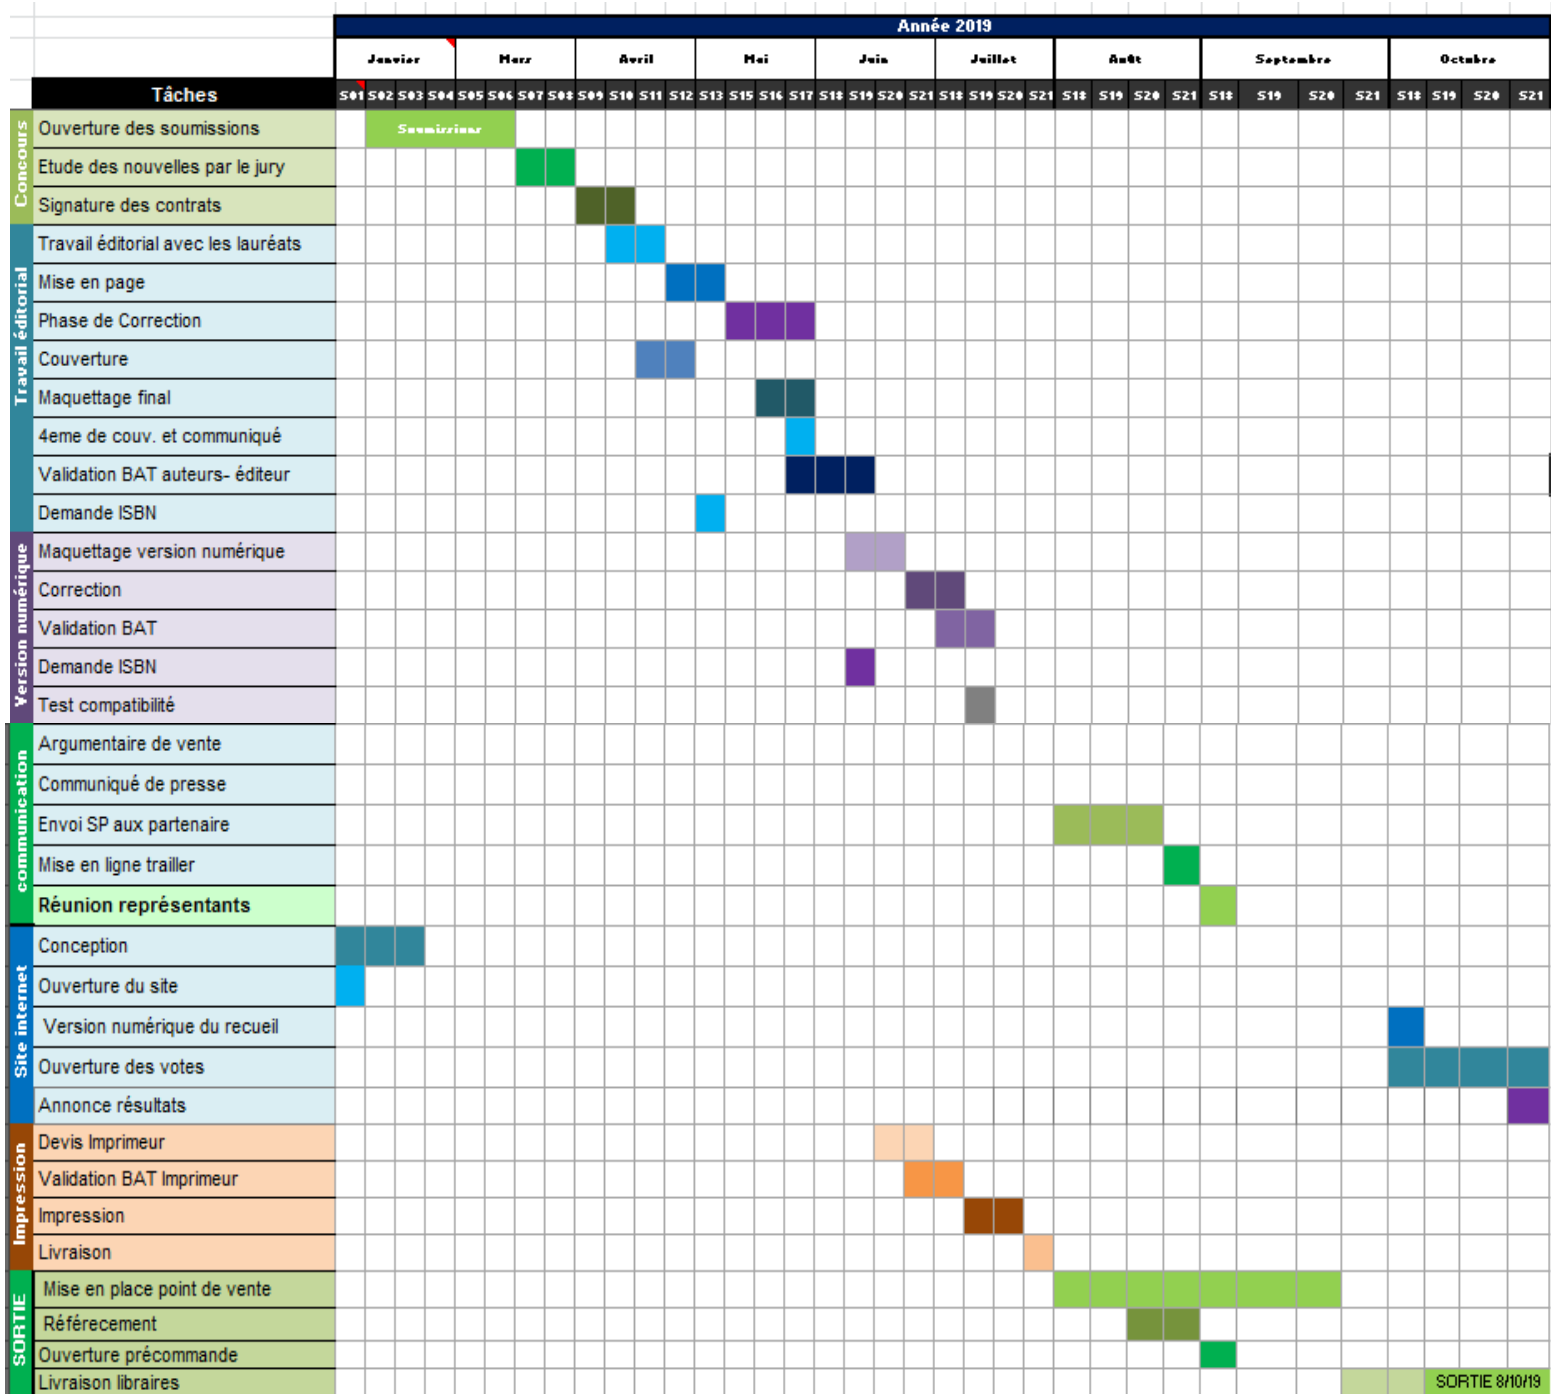 Année 2019
Janvier Mars Avril Mai Juin Juillet Août Septembre Octobre
Tâches S01 S02 S03 S04 S05 S06 S07 S08 S09 S10 S11 S12 S13 S15 S16 S17 S18 S19 S20 S21 S18 S19 S20 S21 S18 S19 S20 S21 S18 S19 S20 S21 S18 S19 S20 S21
Concours
Ouverture des soumissions Soumissions
Etude des nouvelles par le jury
Signature des contrats
Travail éditorial
Travail éditorial avec les lauréats
Mise en page
Phase de Correction
Couverture
Maquettage final
4eme de couv. et communiqué
Validation BAT auteurs- éditeur
Demande ISBN
Version numérique
Maquettage version numérique
Correction
Validation BAT
Demande ISBN
Test compatibilité
communication
Argumentaire de vente
Communiqué de presse
Envoi SP aux partenaire
Mise en ligne trailler
Réunion représentants
Site internet
Conception
Ouverture du site
Version numérique du recueil
Ouverture des votes
Annonce résultats
Impression
Devis Imprimeur
Validation BAT Imprimeur
Impression
Livraison
SORTIE
Mise en place point de vente
Référecement
Ouverture précommande
Livraison libraires SORTIE 8/10/19